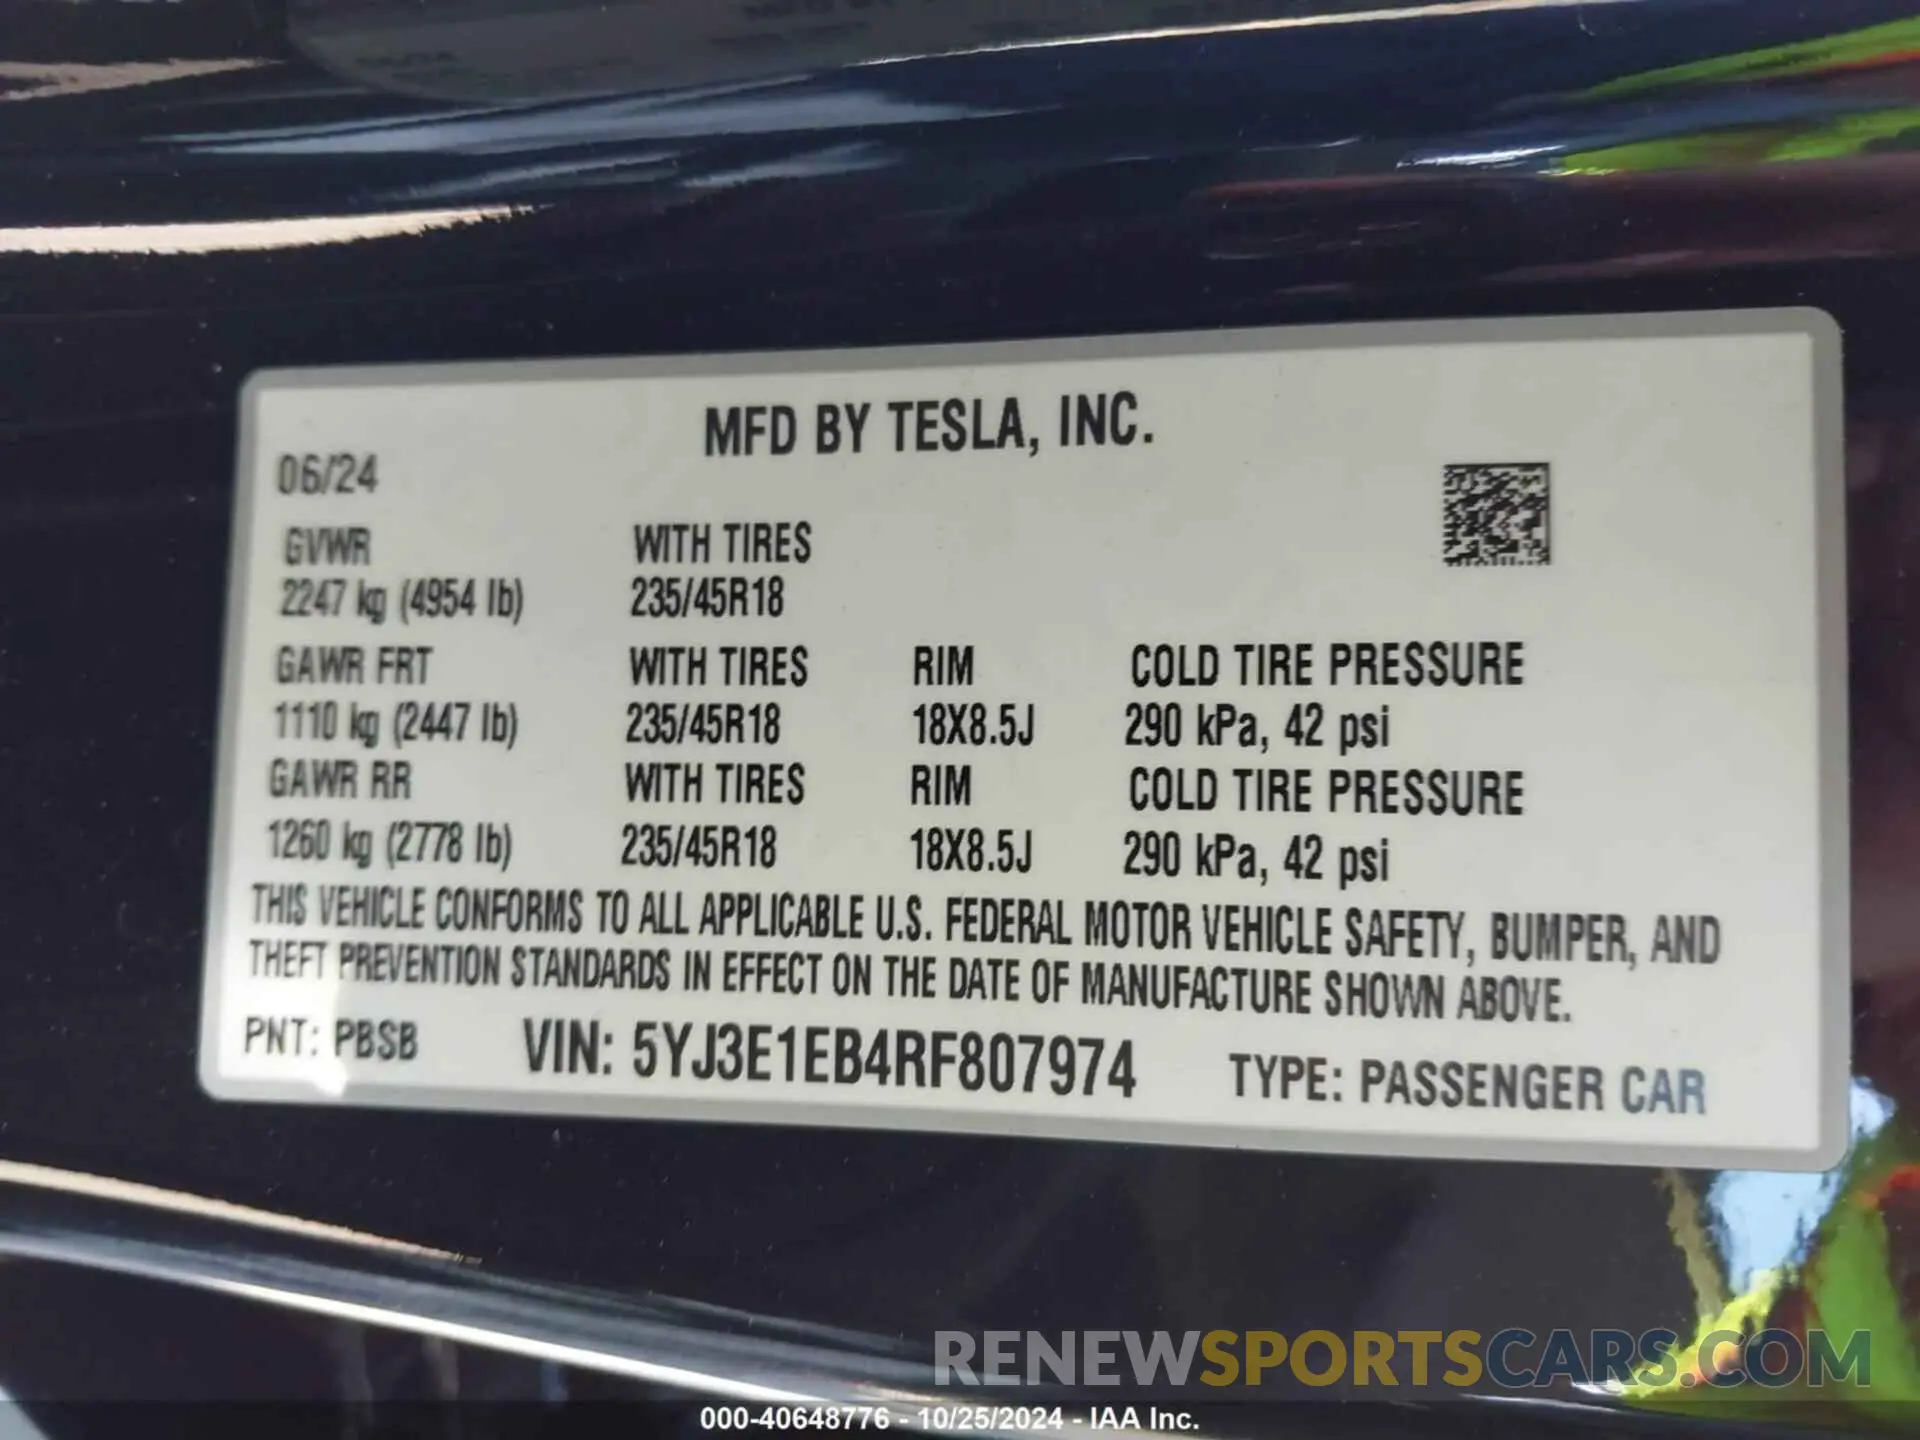 MFD BY TESLA, INC.
06/24
GVWR WITH TIRES
2247 kg (4954 lb) 235/45R18
GAWR FRT WITH TIRES RIM COLD TIRE PRESSURE
1110 kg (2447 lb) 235/45R18 18X8.5J 290 kPa, 42 psi
GAWR RR WITH TIRES RIM COLD TIRE PRESSURE
1260 kg (2778 lb) 235/45R18 18X8.5J 290 kPa, 42 psi
THIS VEHICLE CONFORMS TO ALL APPLICABLE U.S. FEDERAL MOTOR VEHICLE SAFETY, BUMPER, AND
THEFT PREVENTION STANDARDS IN EFFECT ON THE DATE OF MANUFACTURE SHOWN ABOVE.
PNT: PBSB VIN: 5YJ3E1EB4RF807974 TYPE: PASSENGER CAR
RENEWSPORTSCARS.COM
000-40648776 - 10/25/2024 - IAA Inc.